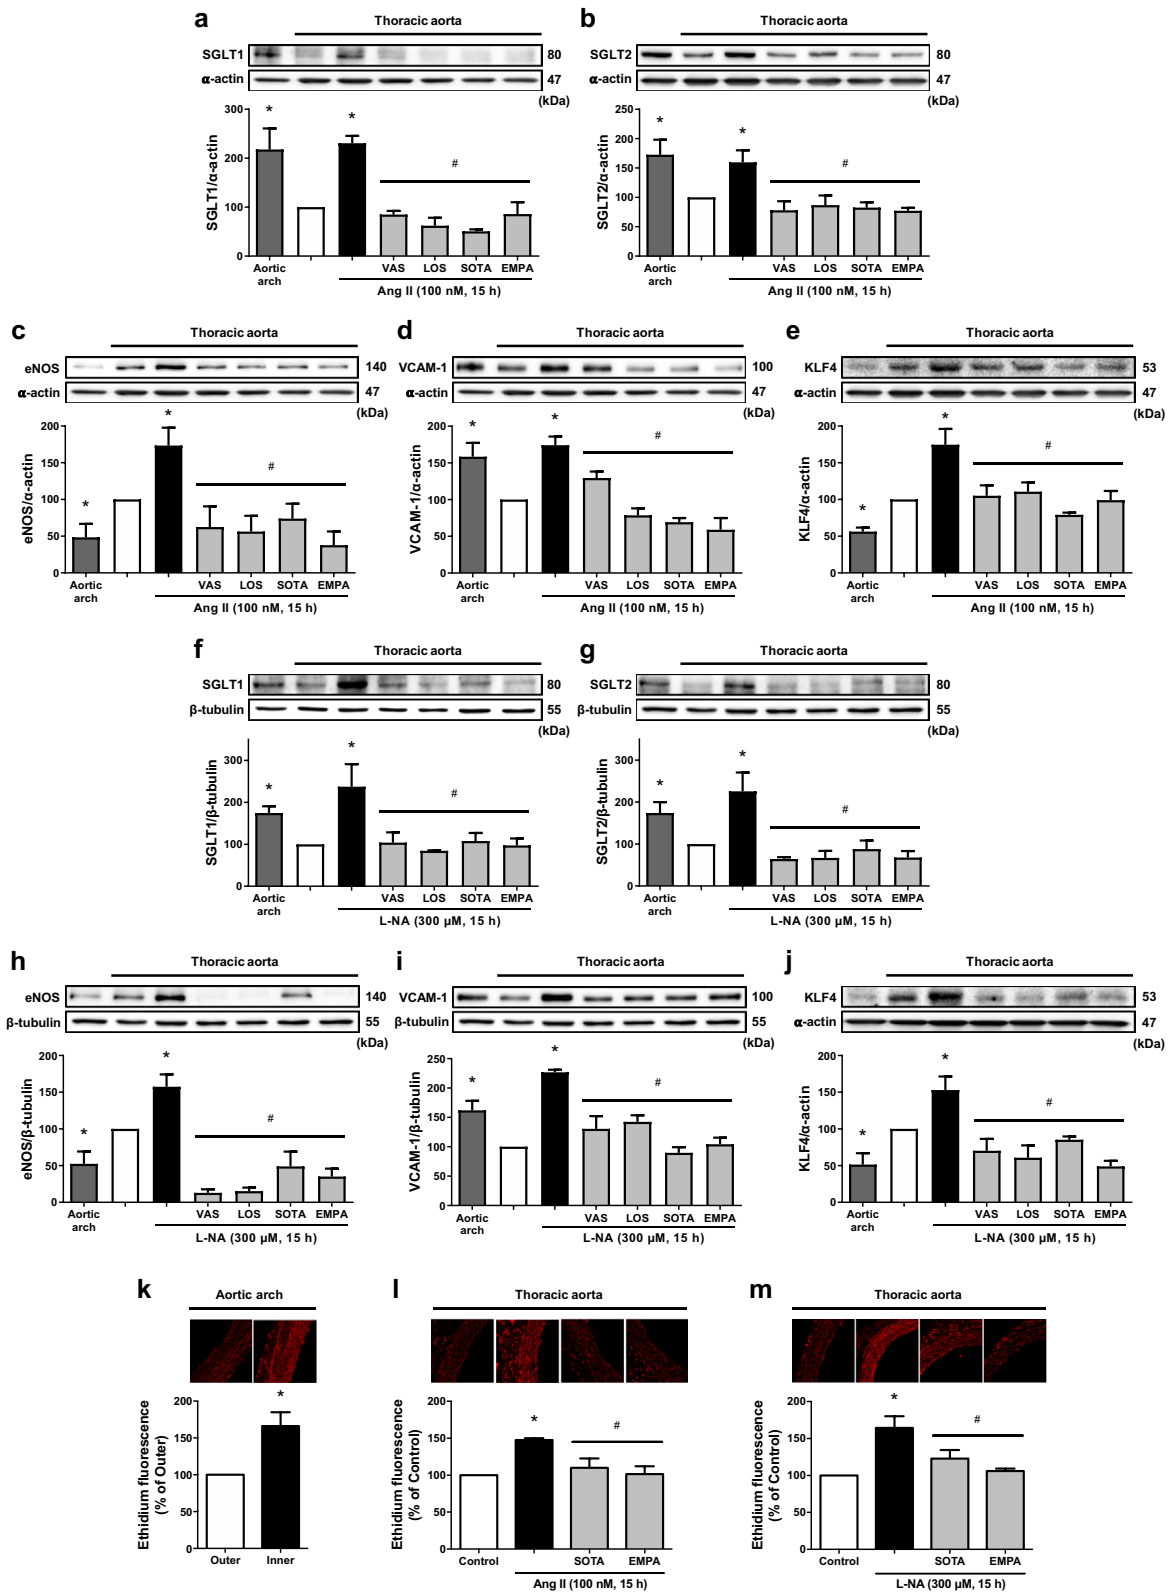 a
Thoracic aorta
SGLT1
80
α-actin
47
(kDa)
SGLT1/α-actin
300
200
100
0
*
*
#
Aortic
arch
VAS
LOS
SOTA
EMPA
Ang II (100 nM, 15 h)
b
Thoracic aorta
SGLT2
80
α-actin
47
(kDa)
SGLT2/α-actin
250
200
150
100
50
0
*
*
#
Aortic
arch
VAS
LOS
SOTA
EMPA
Ang II (100 nM, 15 h)
c
Thoracic aorta
eNOS
140
α-actin
47
(kDa)
eNOS/α-actin
200
150
100
50
0
*
*
#
Aortic
arch
VAS
LOS
SOTA
EMPA
Ang II (100 nM, 15 h)
d
Thoracic aorta
VCAM-1
100
α-actin
47
(kDa)
VCAM-1/α-actin
200
150
100
50
0
*
*
#
Aortic
arch
VAS
LOS
SOTA
EMPA
Ang II (100 nM, 15 h)
e
Thoracic aorta
KLF4
53
α-actin
47
(kDa)
KLF4/α-actin
200
150
100
50
0
*
*
#
Aortic
arch
VAS
LOS
SOTA
EMPA
Ang II (100 nM, 15 h)
f
Thoracic aorta
SGLT1
80
β-tubulin
55
(kDa)
SGLT1/β-tubulin
300
200
100
0
*
*
#
Aortic
arch
VAS
LOS
SOTA
EMPA
L-NA (300 μM, 15 h)
g
Thoracic aorta
SGLT2
80
β-tubulin
55
(kDa)
SGLT2/β-tubulin
300
200
100
0
*
*
#
Aortic
arch
VAS
LOS
SOTA
EMPA
L-NA (300 μM, 15 h)
h
Thoracic aorta
eNOS
140
β-tubulin
55
(kDa)
eNOS/β-tubulin
200
150
100
50
0
*
*
#
Aortic
arch
VAS
LOS
SOTA
EMPA
L-NA (300 μM, 15 h)
i
Thoracic aorta
VCAM-1
100
β-tubulin
55
(kDa)
VCAM-1/β-tubulin
250
200
150
100
50
0
*
*
#
Aortic
arch
VAS
LOS
SOTA
EMPA
L-NA (300 μM, 15 h)
j
Thoracic aorta
KLF4
53
α-actin
47
(kDa)
KLF4/α-actin
200
150
100
50
0
*
*
#
Aortic
arch
VAS
LOS
SOTA
EMPA
L-NA (300 μM, 15 h)
k
Aortic arch
Ethidium fluorescence
(% of Outer)
200
150
100
50
0
*
Outer
Inner
l
Thoracic aorta
Ethidium fluorescence
(% of Control)
200
150
100
50
0
*
#
Control
SOTA
EMPA
Ang II (100 nM, 15 h)
m
Thoracic aorta
Ethidium fluorescence
(% of Control)
200
150
100
50
0
*
#
Control
SOTA
EMPA
L-NA (300 μM, 15 h)